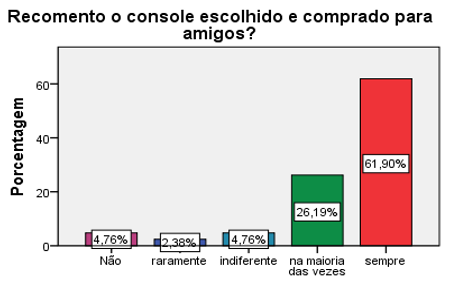 Recomento o console escolhido e comprado para
amigos?
Porcentagem
60
40
20
0
4,76%
2,38%
4,76%
26,19%
61,90%
Não
raramente
indiferente
na maioria
das vezes
sempre